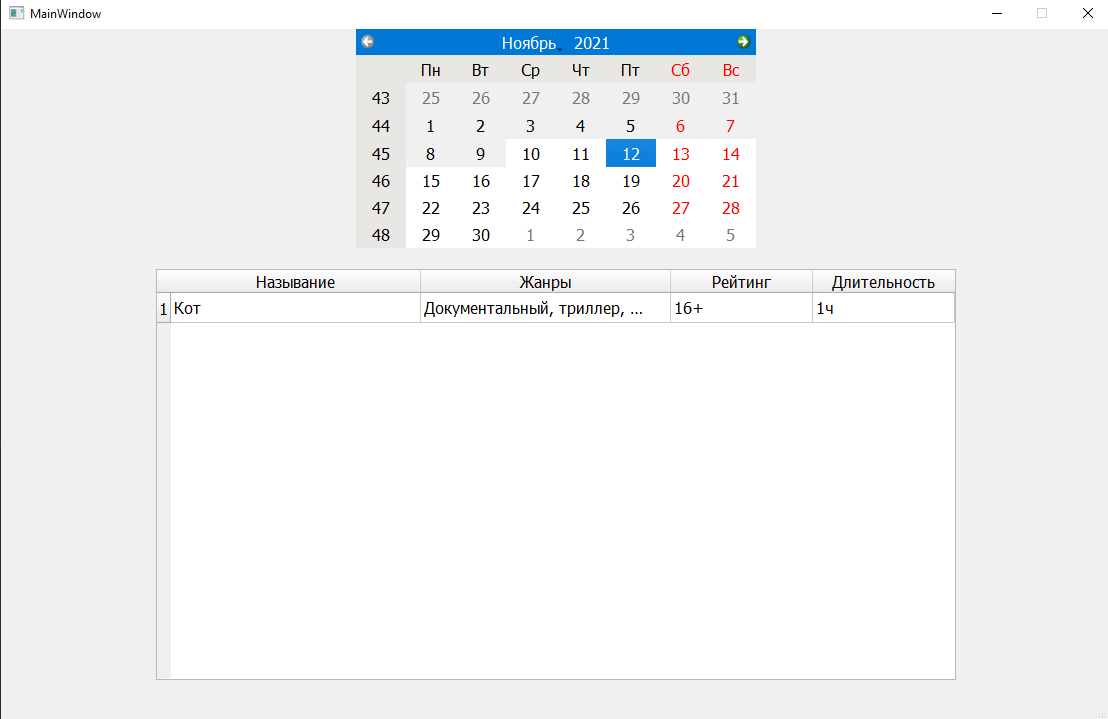 MainWindow
Ноябрь 2021
Пн Вт Ср Чт Пт Сб Вс
43 25 26 27 28 29 30 31
44 1 2 3 4 5 6 7
45 8 9 10 11 12 13 14
46 15 16 17 18 19 20 21
47 22 23 24 25 26 27 28
48 29 30 1 2 3 4 5
Называние Жанры Рейтинг Длительность
1 Кот Документальный, триллер, ... 16+ 1ч